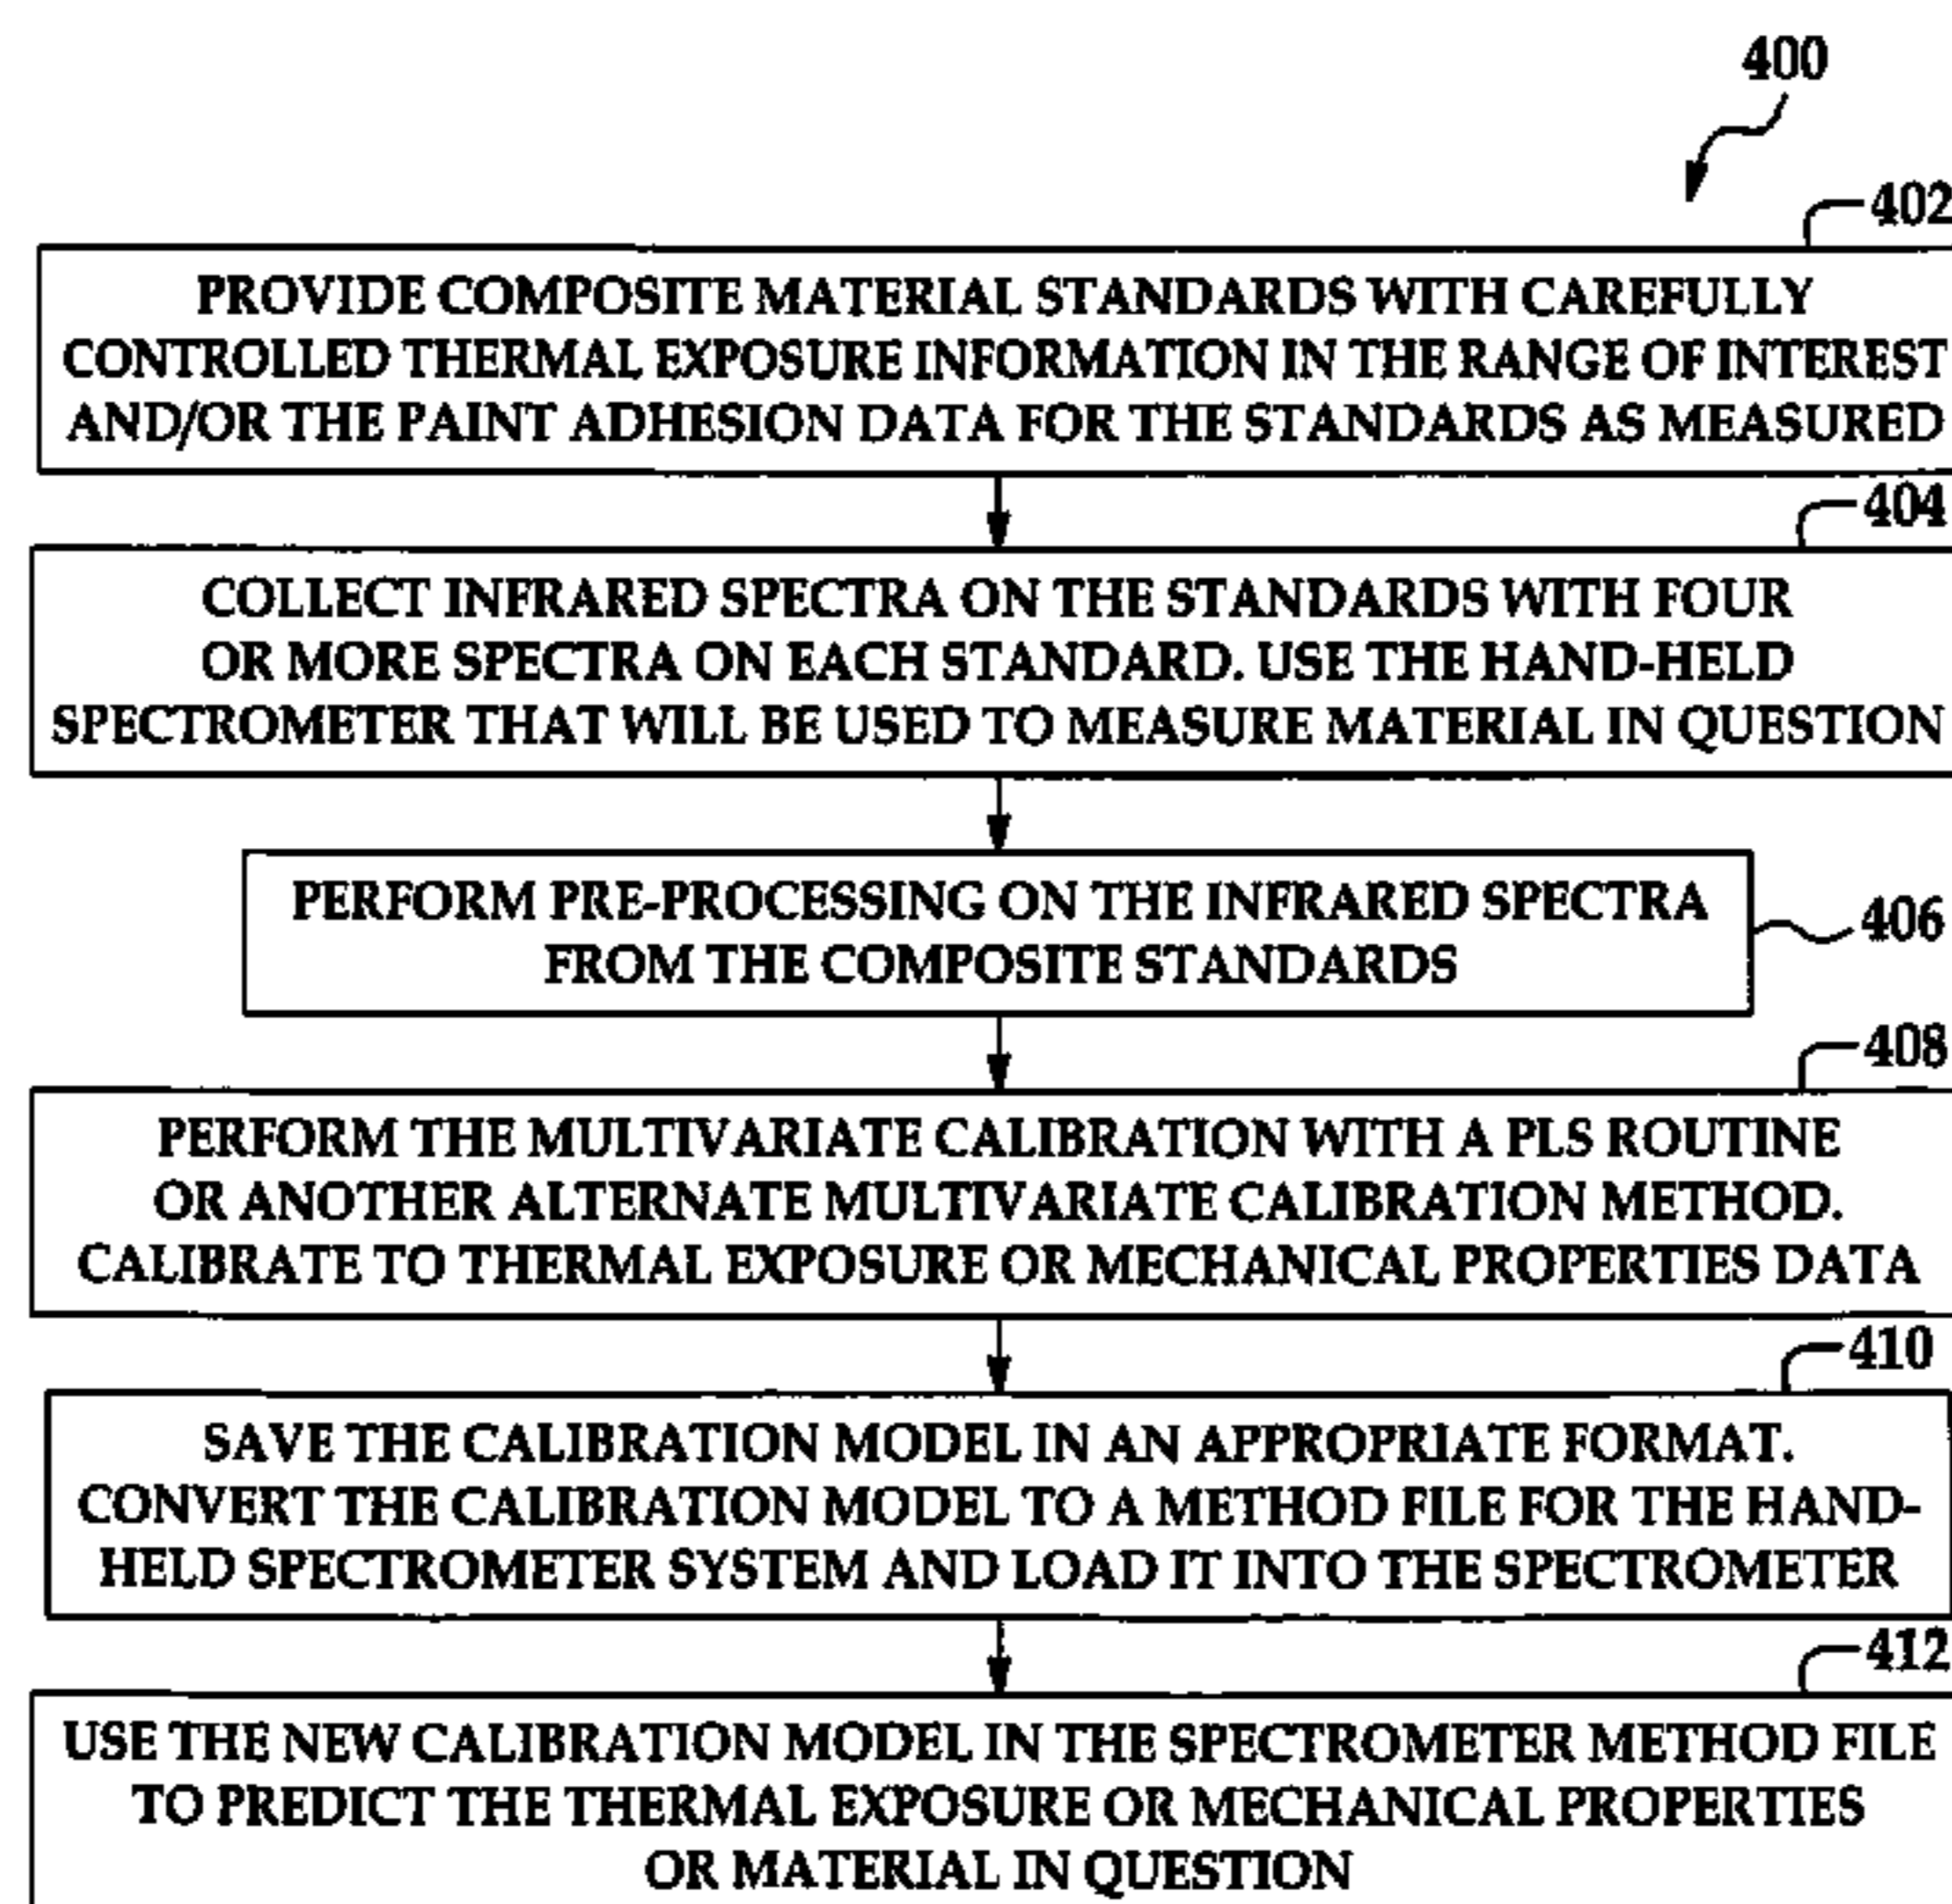 400
402
PROVIDE COMPOSITE MATERIAL STANDARDS WITH CAREFULLY
CONTROLLED THERMAL EXPOSURE INFORMATION IN THE RANGE OF INTEREST
AND/OR THE PAINT ADHESION DATA FOR THE STANDARDS AS MEASURED
404
COLLECT INFRARED SPECTRA ON THE STANDARDS WITH FOUR
OR MORE SPECTRA ON EACH STANDARD. USE THE HAND-HELD
SPECTROMETER THAT WILL BE USED TO MEASURE MATERIAL IN QUESTION
PERFORM PRE-PROCESSING ON THE INFRARED SPECTRA
FROM THE COMPOSITE STANDARDS
406
408
PERFORM THE MULTIVARIATE CALIBRATION WITH A PLS ROUTINE
OR ANOTHER ALTERNATE MULTIVARIATE CALIBRATION METHOD.
CALIBRATE TO THERMAL EXPOSURE OR MECHANICAL PROPERTIES DATA
410
SAVE THE CALIBRATION MODEL IN AN APPROPRIATE FORMAT.
CONVERT THE CALIBRATION MODEL TO A METHOD FILE FOR THE HAND-
HELD SPECTROMETER SYSTEM AND LOAD IT INTO THE SPECTROMETER
412
USE THE NEW CALIBRATION MODEL IN THE SPECTROMETER METHOD FILE
TO PREDICT THE THERMAL EXPOSURE OR MECHANICAL PROPERTIES
OR MATERIAL IN QUESTION